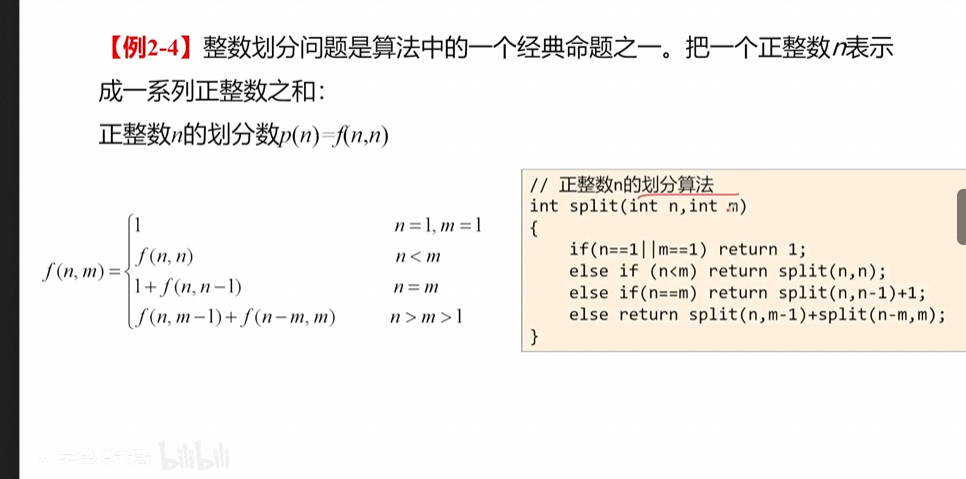 【例2-4】整数划分问题是算法中的一个经典命题之一。把一个正整数n表示
成一系列正整数之和：
正整数n的划分数p(n)=f(n,n)
f(n, m) =
1 n = 1, m = 1
f(n, n) n < m
1 + f(n, n−1) n = m
f(n, m−1) + f(n−m, m) n > m > 1
// 正整数n的划分算法
int split(int n,int m)
{
if(n==1||m==1) return 1;
else if (n<m) return split(n,n);
else if(n==m) return split(n,n-1)+1;
else return split(n,m-1)+split(n-m,m);
}
bilibili